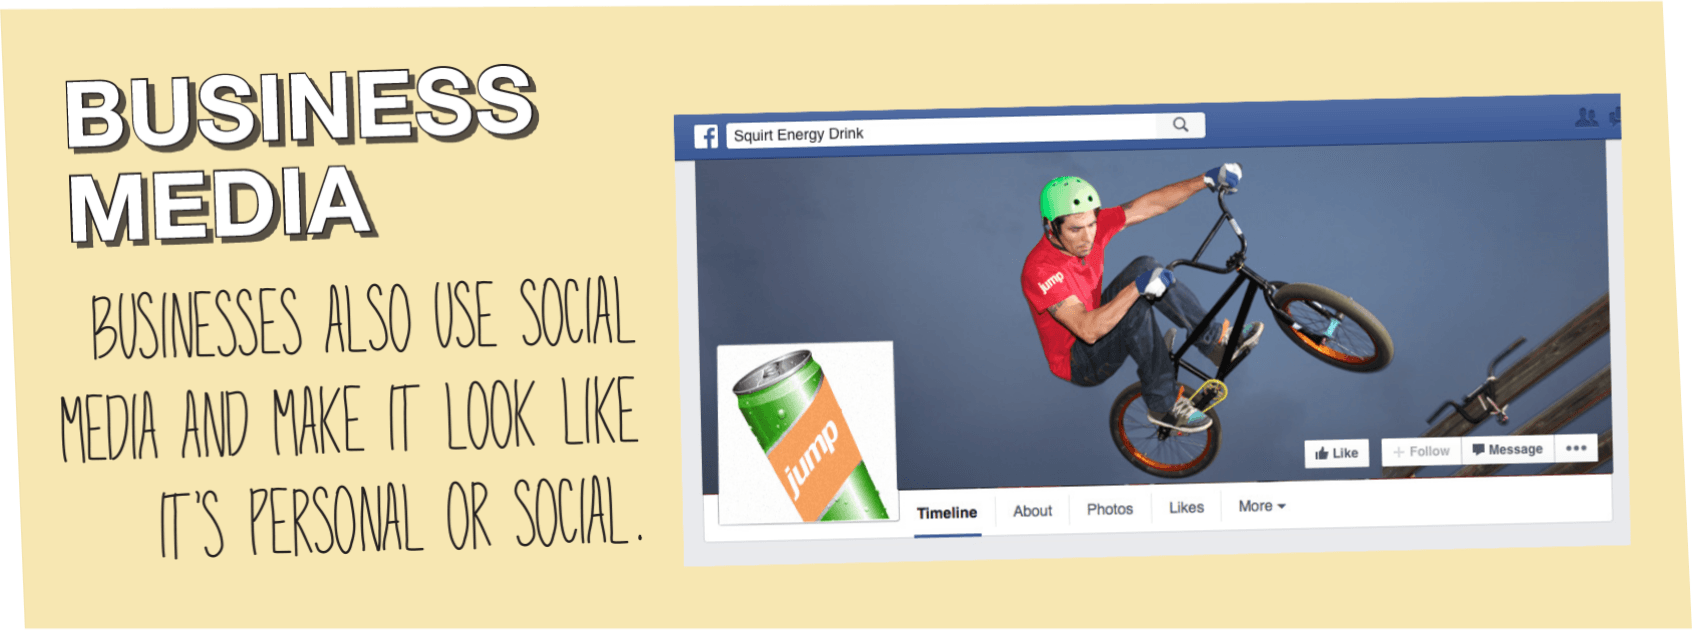 BUSINESS
MEDIA
BUSINESSES ALSO USE SOCIAL
MEDIA AND MAKE IT LOOK LIKE
IT'S PERSONAL OR SOCIAL.
f Squirt Energy Drink
jump
jump
Like + Follow Message
Timeline About Photos Likes More